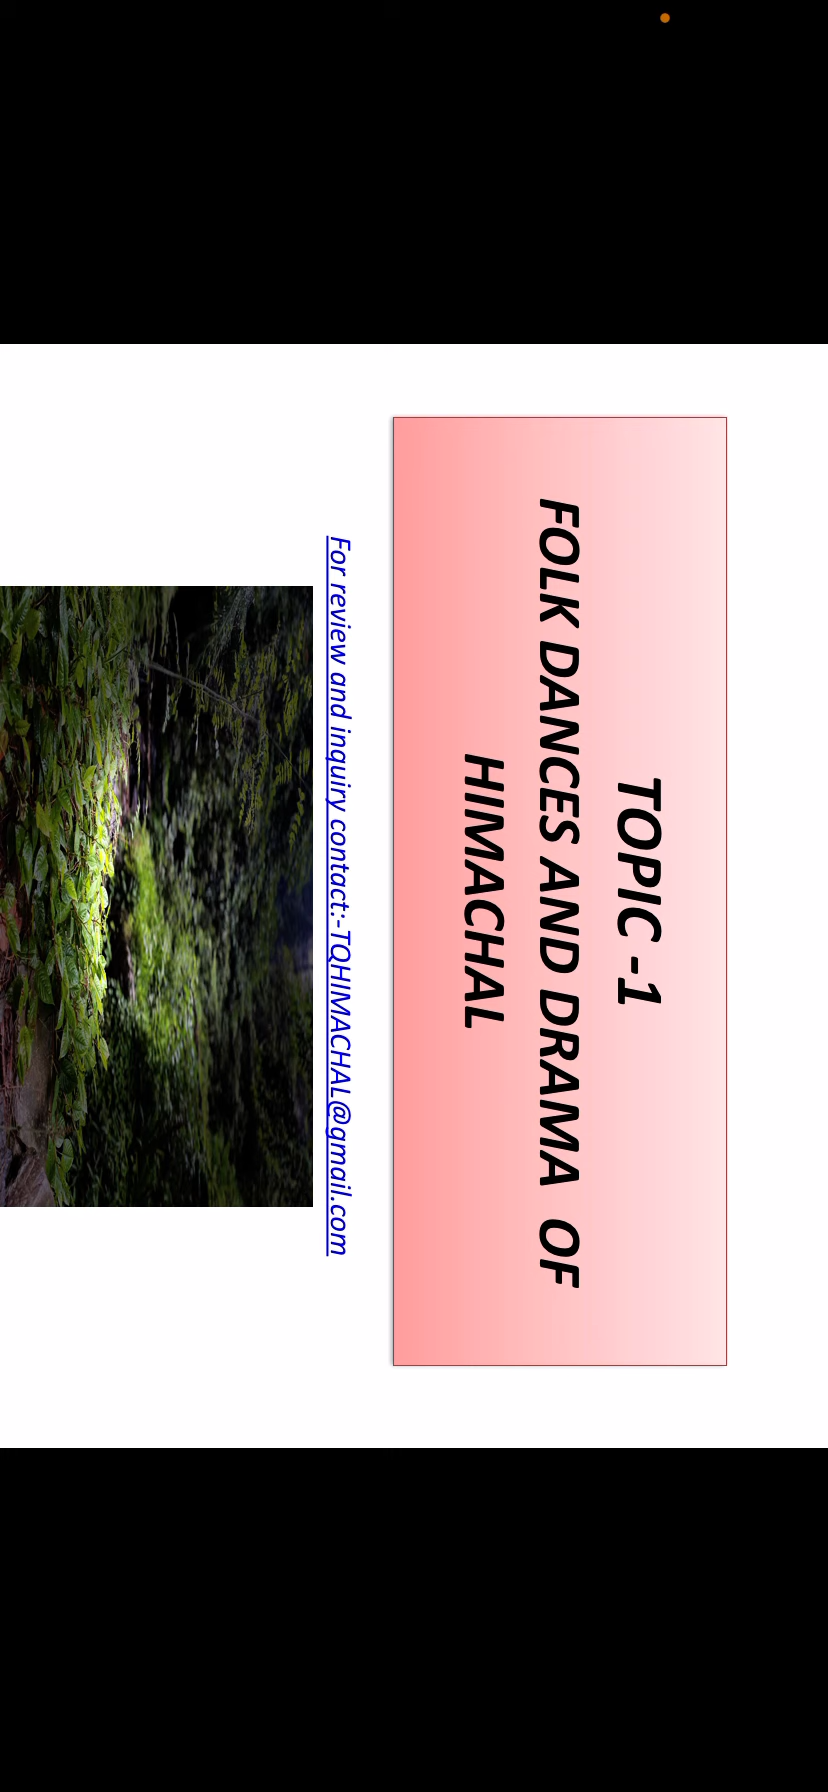 TOPIC -1
FOLK DANCES AND DRAMA OF
HIMACHAL
For review and inquiry contact:-TQHIMACHAL@gmail.com